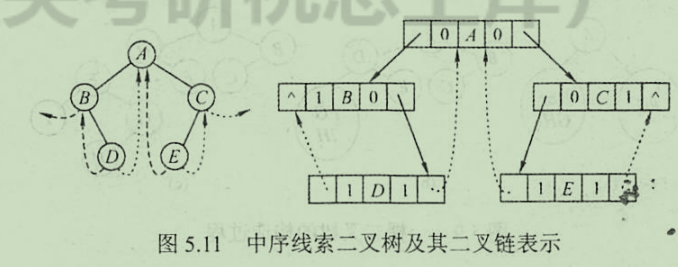 A
B
C
D
E
0 A 0
^ 1 B 0
0 C 1 ^
1 D 1
1 E 1
图 5.11 中序线索二叉树及其二叉链表示